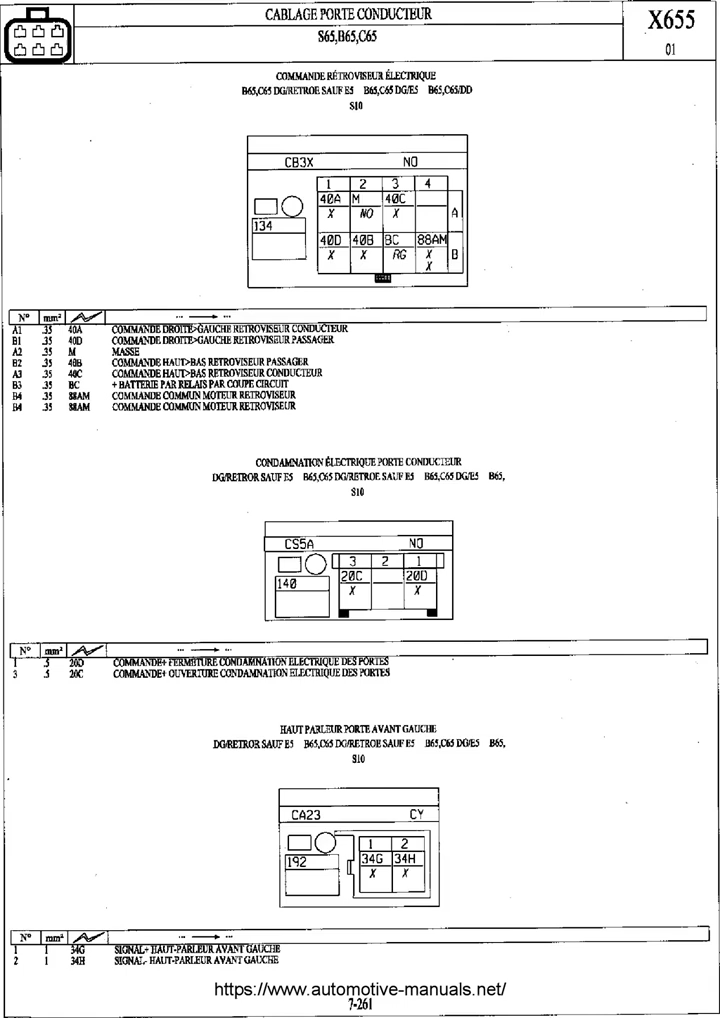 CABLAGE PORTE CONDUCTEUR
S65,B65,C65
X655
01
COMMANDE RÉTROVISEUR ÉLECTRIQUE
B65,C65 DG/RETROE SAUF E5 B65,C65 DG/E5 B65,C65/DD
S10
CB3X NO
1 2 3 4
40A M 40C
X NO X
A
134
40D 40B BC 88AM
X X RG X
B
X
N° mm² ... ...
A1 .35 40A COMMANDE DROITE>GAUCHE RETROVISEUR CONDUCTEUR
B1 .35 40D COMMANDE DROITE>GAUCHE RETROVISEUR PASSAGER
A2 .35 M MASSE
B2 .35 40B COMMANDE HAUT>BAS RETROVISEUR PASSAGER
A3 .35 40C COMMANDE HAUT>BAS RETROVISEUR CONDUCTEUR
B3 .35 BC + BATTERIE PAR RELAIS PAR COUPE CIRCUIT
B4 .35 88AM COMMANDE COMMUN MOTEUR RETROVISEUR
B4 .35 88AM COMMANDE COMMUN MOTEUR RETROVISEUR
CONDAMNATION ÉLECTRIQUE PORTE CONDUCTEUR
DG/RETROR SAUF E5 B65,C65 DG/RETROE SAUF E5 B65,C65 DG/E5 B65,
S10
CS5A NO
3 2 1
20C 20D
140
X X
N° mm² ... ...
1 .5 20D COMMANDE+ FERMETURE CONDAMNATION ELECTRIQUE DES PORTES
3 .5 20C COMMANDE+ OUVERTURE CONDAMNATION ELECTRIQUE DES PORTES
HAUT PARLEUR PORTE AVANT GAUCHE
DG/RETROR SAUF E5 B65,C65 DG/RETROE SAUF E5 B65,C65 DG/E5 B65,
S10
CA23 CY
1 2
192 34G 34H
X X
N° mm² ... ...
1 1 34G SIGNAL+ HAUT-PARLEUR AVANT GAUCHE
2 1 34H SIGNAL- HAUT-PARLEUR AVANT GAUCHE
https://www.automotive-manuals.net/
7-261